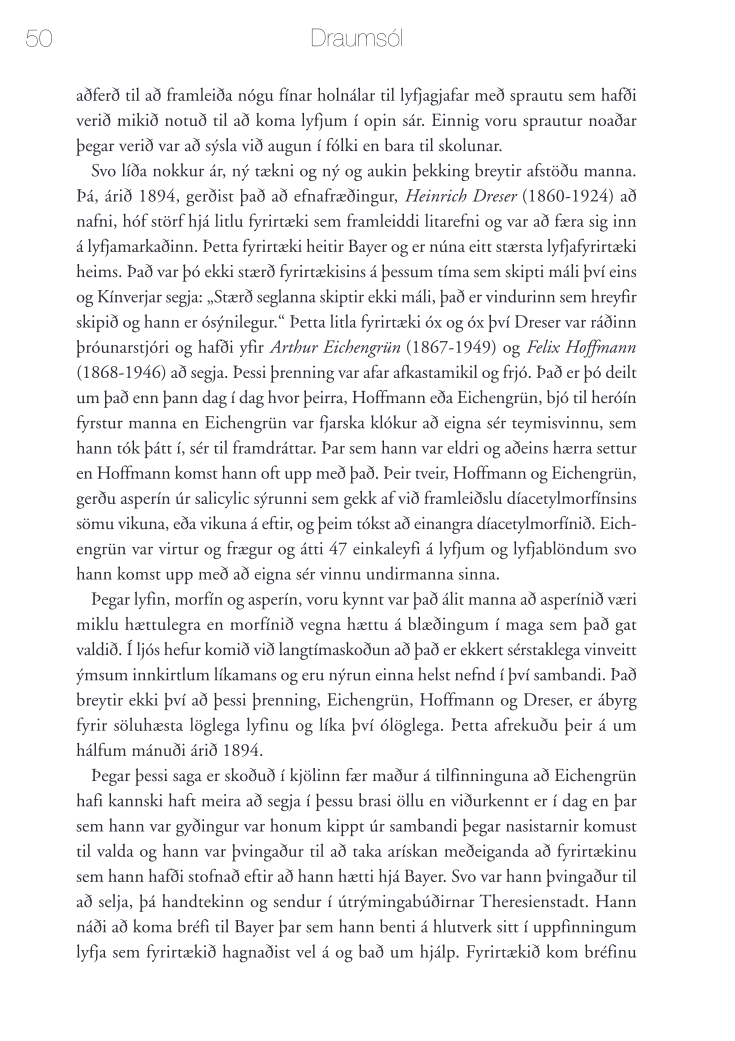 50
Draumsól
aðferð til að framleiða nógu fínar holnálar til lyfjagjafar með sprautu sem hafði
verið mikið notuð til að koma lyfjum í opin sár. Einnig voru sprautur noaðar
þegar verið var að sýsla við augun í fólki en bara til skolunar.
Svo líða nokkur ár, ný tækni og ný og aukin þekking breytir afstöðu manna.
Þá, árið 1894, gerðist það að efnafræðingur, Heinrich Dreser (1860-1924) að
nafni, hóf störf hjá litlu fyrirtæki sem framleiddi litarefni og var að færa sig inn
á lyfjamarkaðinn. Þetta fyrirtæki heitir Bayer og er núna eitt stærsta lyfjafyrirtæki
heims. Það var þó ekki stærð fyrirtækisins á þessum tíma sem skipti máli því eins
og Kínverjar segja: „Stærð seglanna skiptir ekki máli, það er vindurinn sem hreyfir
skipið og hann er ósýnilegur.“ Þetta litla fyrirtæki óx og óx því Dreser var ráðinn
þróunarstjóri og hafði yfir Arthur Eichengrün (1867-1949) og Felix Hoffmann
(1868-1946) að segja. Þessi þrenning var afar afkastamikil og frjó. Það er þó deilt
um það enn þann dag í dag hvor þeirra, Hoffmann eða Eichengrün, bjó til heróín
fyrstur manna en Eichengrün var fjarska klókur að eigna sér teymisvinnu, sem
hann tók þátt í, sér til framdráttar. Þar sem hann var eldri og aðeins hærra settur
en Hoffmann komst hann oft upp með það. Þeir tveir, Hoffmann og Eichengrün,
gerðu asperín úr salicylic sýrunni sem gekk af við framleiðslu díacetylmorfínsins
sömu vikuna, eða vikuna á eftir, og þeim tókst að einangra díacetylmorfínið. Eich-
engrün var virtur og frægur og átti 47 einkaleyfi á lyfjum og lyfjablöndum svo
hann komst upp með að eigna sér vinnu undirmanna sinna.
Þegar lyfin, morfín og asperín, voru kynnt var það álit manna að asperínið væri
miklu hættulegra en morfínið vegna hættu á blæðingum í maga sem það gat
valdið. Í ljós hefur komið við langtímaskoðun að það er ekkert sérstaklega vinveitt
ýmsum innkirtlum líkamans og eru nýrun einna helst nefnd í því sambandi. Það
breytir ekki því að þessi þrenning, Eichengrün, Hoffmann og Dreser, er ábyrg
fyrir söluhæsta löglega lyfinu og líka því ólöglega. Þetta afrekuðu þeir á um
hálfum mánuði árið 1894.
Þegar þessi saga er skoðuð í kjölinn fær maður á tilfinninguna að Eichengrün
hafi kannski haft meira að segja í þessu brasi öllu en viðurkennt er í dag en þar
sem hann var gyðingur var honum kippt úr sambandi þegar nasistarnir komust
til valda og hann var þvingaður til að taka arískan meðeiganda að fyrirtækinu
sem hann hafði stofnað eftir að hann hætti hjá Bayer. Svo var hann þvingaður til
að selja, þá handtekinn og sendur í útrýmingabúðirnar Theresienstadt. Hann
náði að koma bréfi til Bayer þar sem hann benti á hlutverk sitt í uppfinningum
lyfja sem fyrirtækið hagnaðist vel á og bað um hjálp. Fyrirtækið kom bréfinu